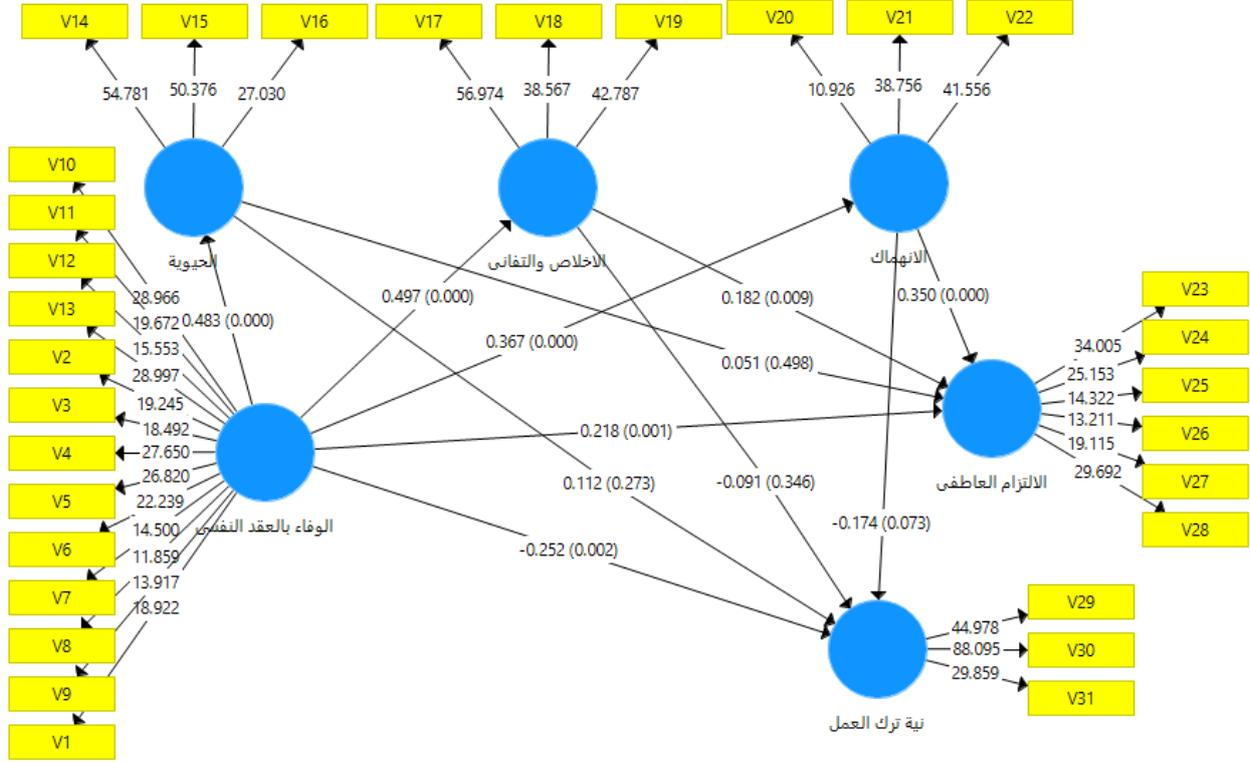 V14
V15
V16
V17
V18
V19
V20
V21
V22
54.781
50.376
27.030
56.974
38.567
42.787
10.926
38.756
41.556
V10
V11
V12
V13
V2
V3
V4
V5
V6
V7
V8
V9
V1
الحيوية
الاخلاص والتفانى
الانهماك
28.966
19.672
15.553
28.997
19.245
18.492
27.650
26.820
22.239
14.500
11.859
13.917
18.922
0.483 (0.000)
0.497 (0.000)
0.367 (0.000)
0.182 (0.009)
0.350 (0.000)
0.051 (0.498)
0.218 (0.001)
0.112 (0.273)
-0.091 (0.346)
-0.174 (0.073)
-0.252 (0.002)
الوفاء بالعقد النفسى
الالتزام العاطفى
34.005
25.153
14.322
13.211
19.115
29.692
V23
V24
V25
V26
V27
V28
44.978
88.095
29.859
V29
V30
V31
نية ترك العمل